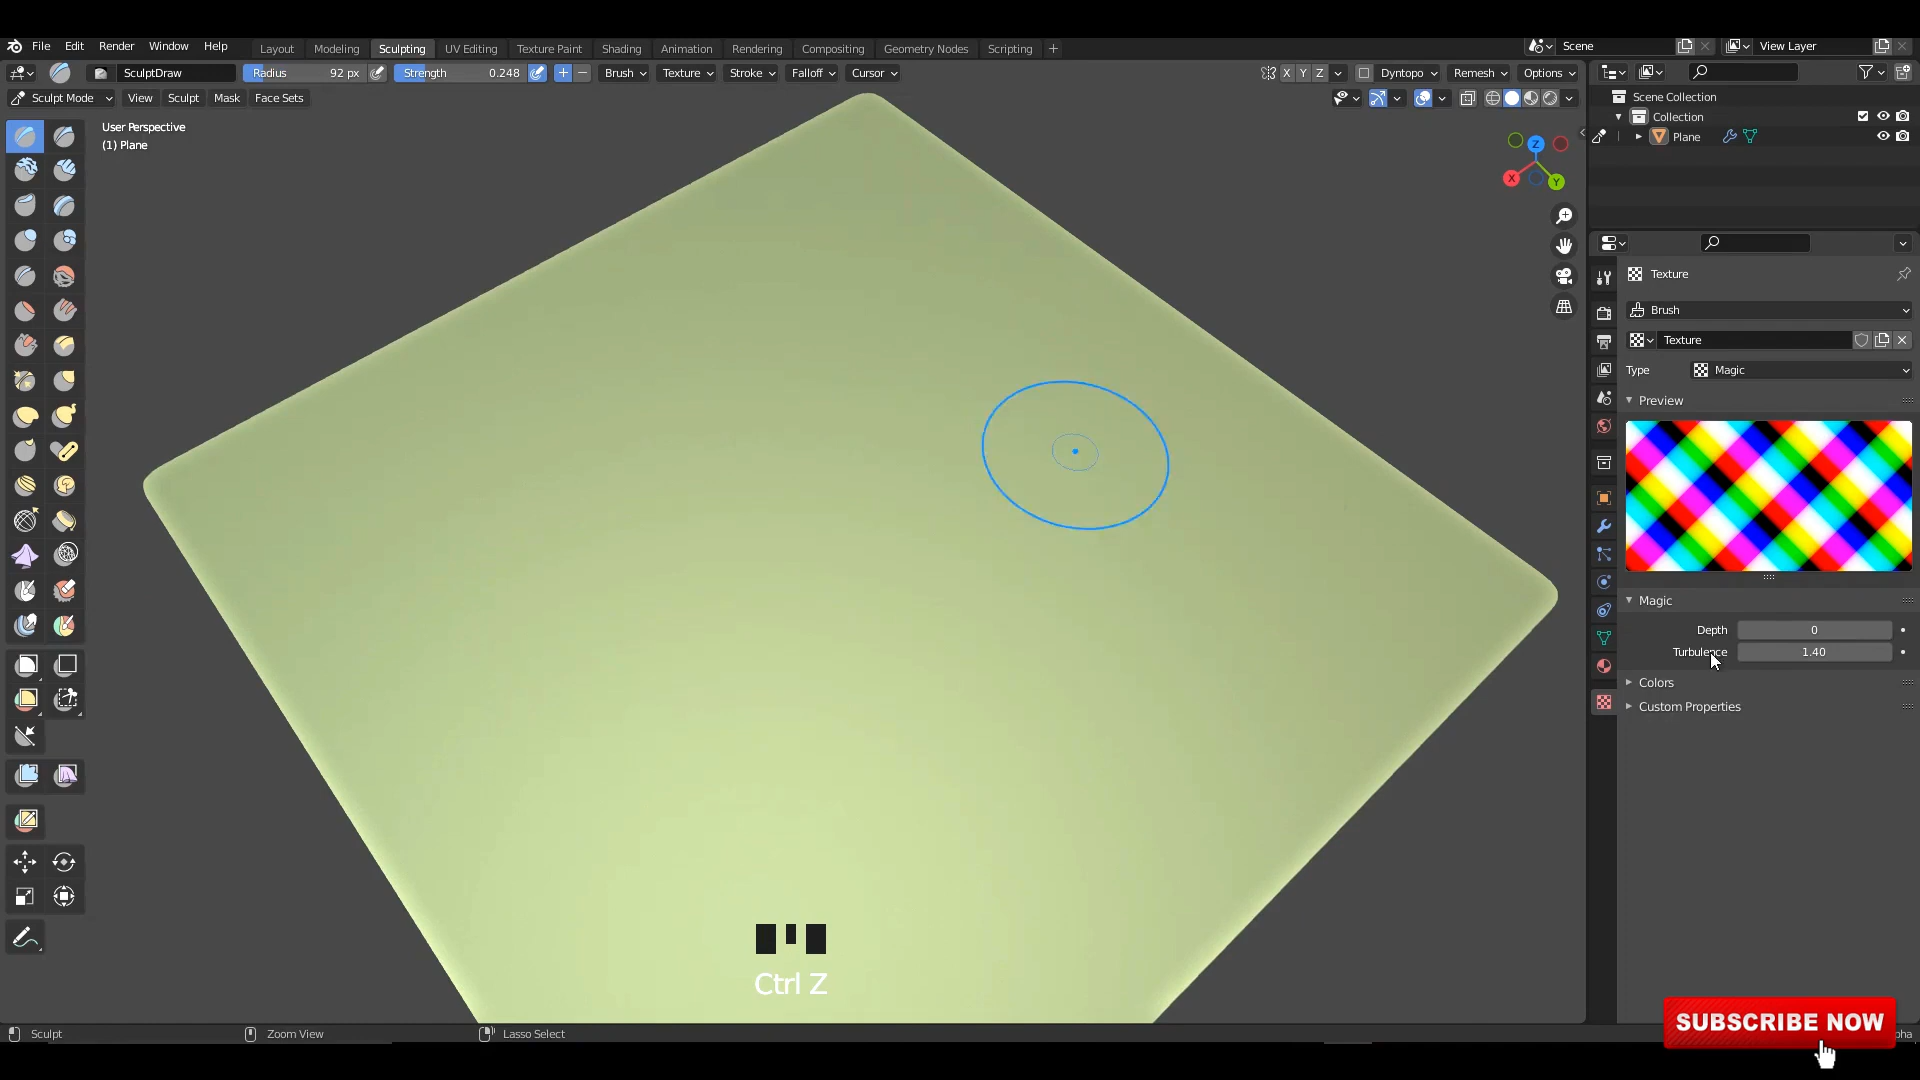 File Edit Render Window Help Layout Modeling Sculpting UV Editing Texture Paint Shading Animation Rendering Compositing Geometry Nodes Scripting + Scene View Layer
SculptDraw Radius 92 px Strength 0.248 + − Brush Texture Stroke Falloff Cursor X Y Z Dyntopo Remesh Options
Sculpt Mode View Sculpt Mask Face Sets
Scene Collection
Collection
Plane
User Perspective
(1) Plane
Z
X
Y
Texture
Brush
Texture
Type Magic
Preview
Magic
Depth 0
Turbulence 1.40
Colors
Custom Properties
Ctrl Z
SUBSCRIBE NOW
Sculpt Zoom View Lasso Select